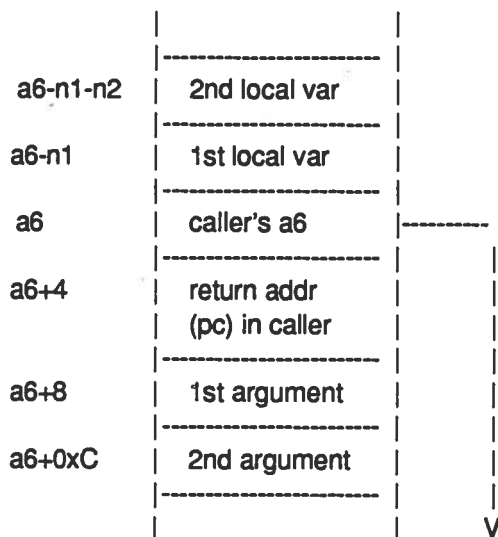 a6-n1-n2 2nd local var
a6-n1 1st local var
a6 caller's a6
a6+4 return addr
(pc) in caller
a6+8 1st argument
a6+0xC 2nd argument
V